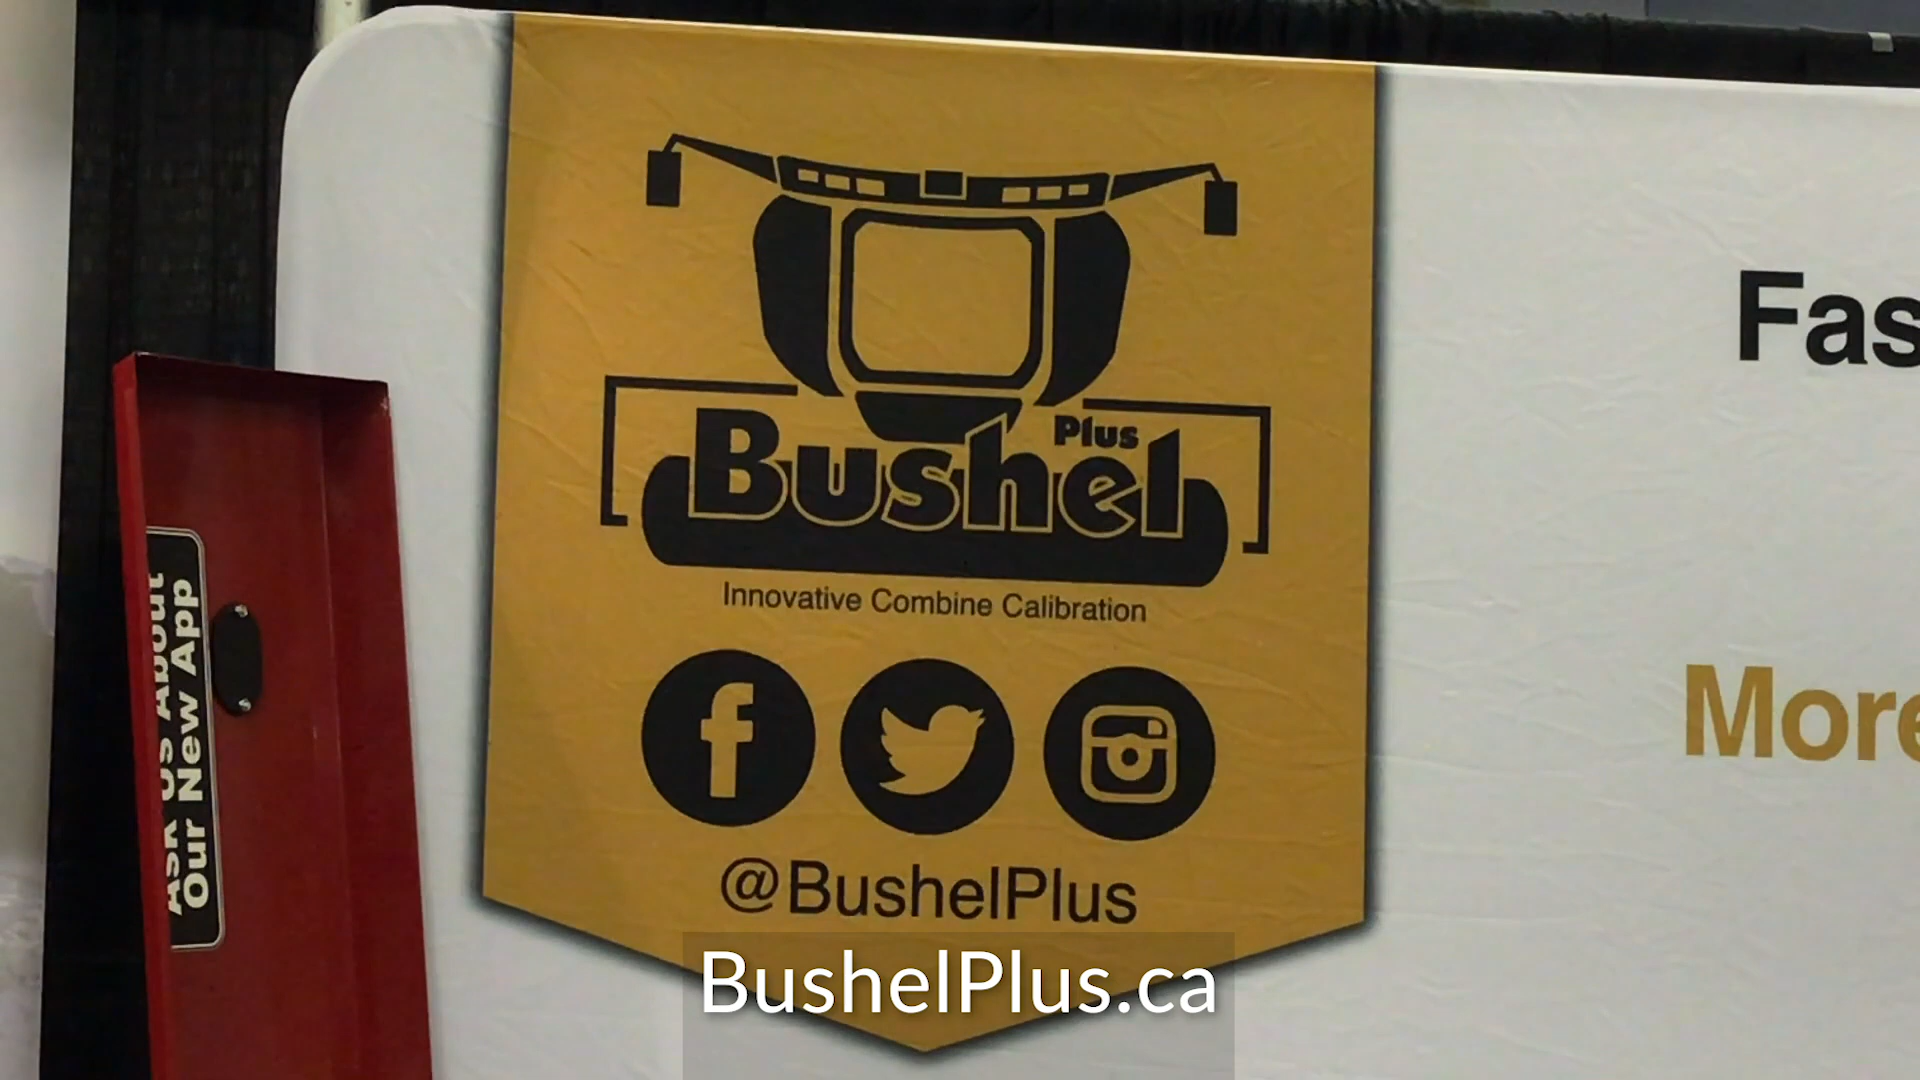 Plus
Bushel
Innovative Combine Calibration
@BushelPlus
BushelPlus.ca
Ask Us About
Our New App